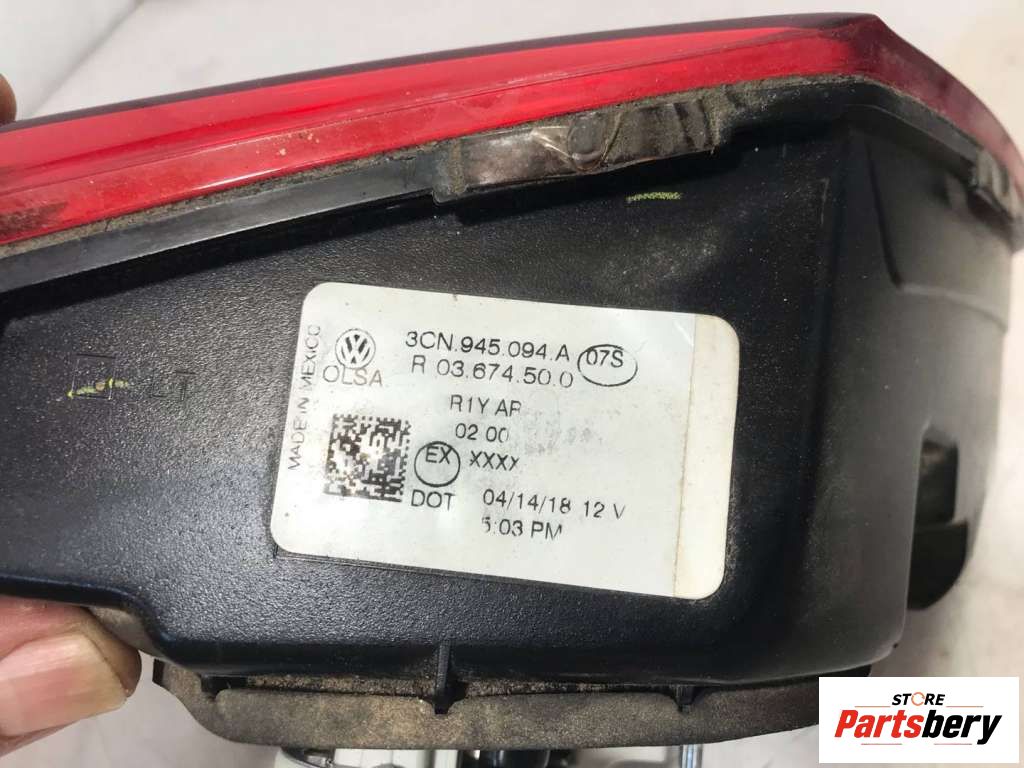 MADE IN MEXICO
VW
OLSA
3CN.945.094.A 07S
R 03.674.50.0
R1Y AR
02 00
EX XXXX
DOT 04/14/18 12 V
5:03 PM
STORE
Partsbery